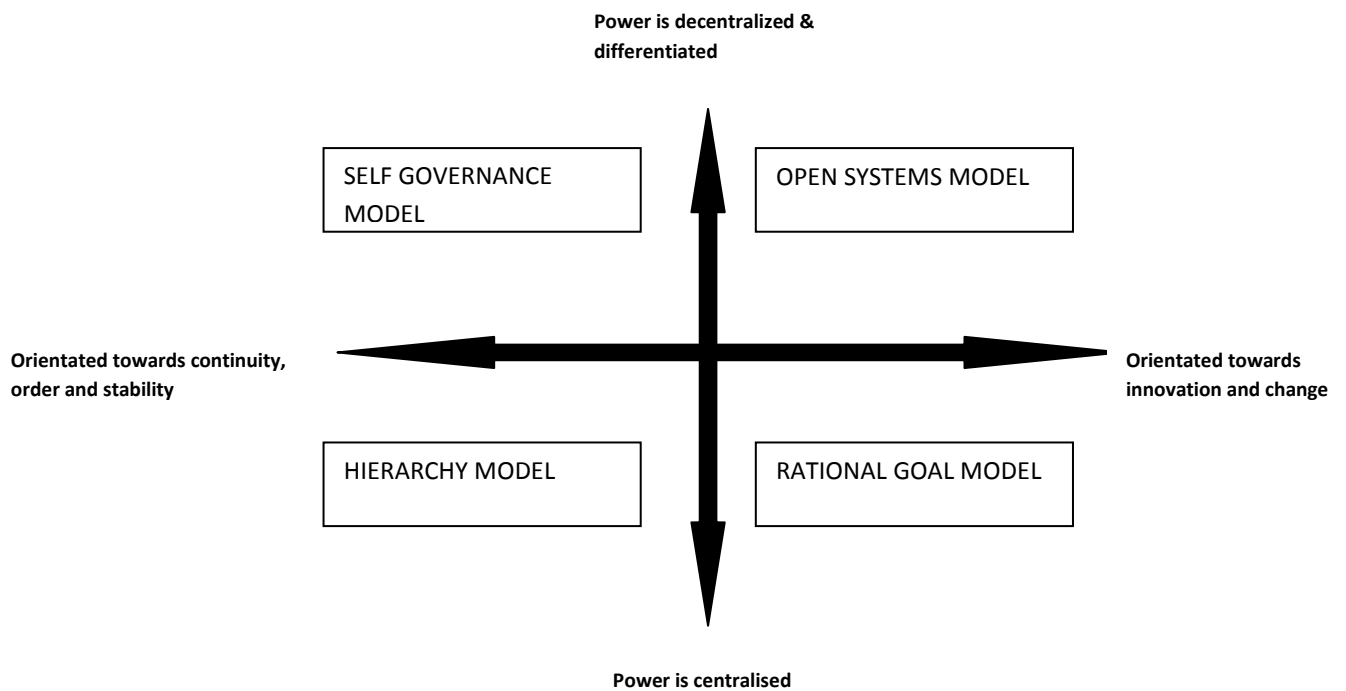 Power is decentralized &
differentiated
SELF GOVERNANCE
MODEL
OPEN SYSTEMS MODEL
Orientated towards continuity,
order and stability
Orientated towards
innovation and change
HIERARCHY MODEL
RATIONAL GOAL MODEL
Power is centralised